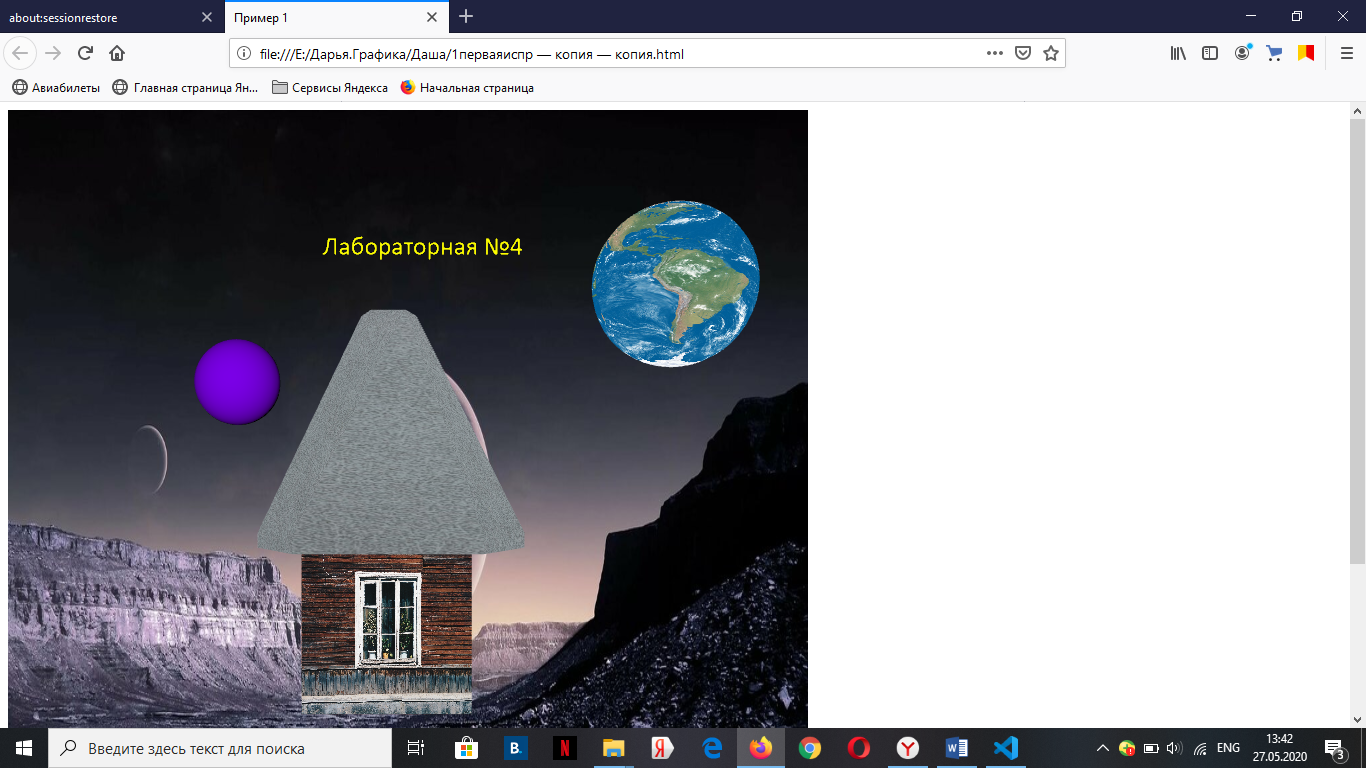 about:sessionrestore
Пример 1
file:///E:/Дарья.Графика/Даша/1перваяиспр — копия — копия.html
Авиабилеты
Главная страница Ян...
Сервисы Яндекса
Начальная страница
Лабораторная №4
Введите здесь текст для поиска
B.
N
Я
Y
W
ENG
13:42
27.05.2020
3